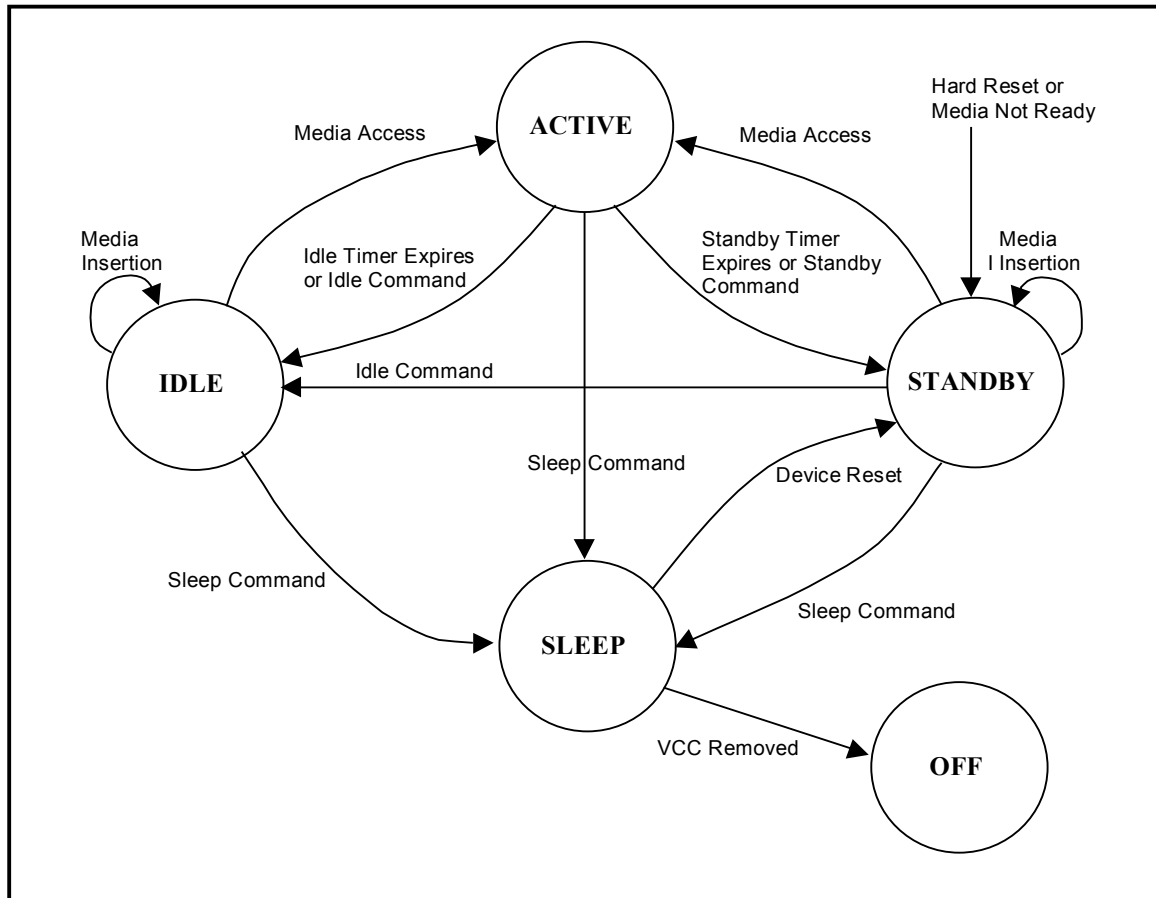 ACTIVE
Hard Reset or
Media Not Ready
Media Access
Media Access
Media
Insertion
Idle Timer Expires
or Idle Command
Standby Timer
Expires or Standby
Command
Media
I Insertion
IDLE
Idle Command
STANDBY
Sleep Command
Device Reset
Sleep Command
Sleep Command
SLEEP
VCC Removed
OFF